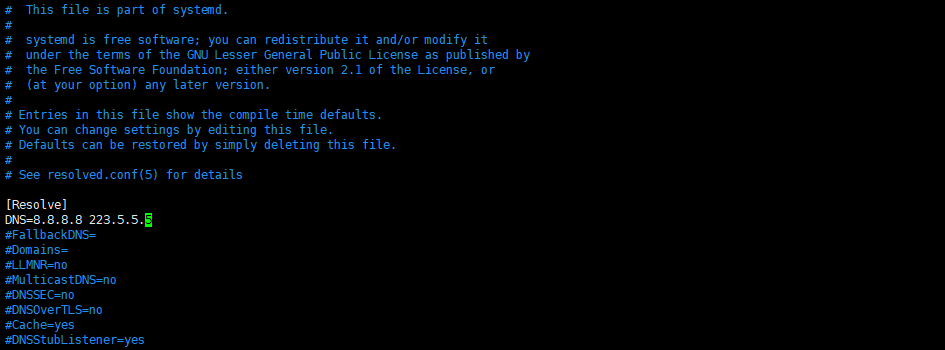 #  This file is part of systemd.
#
#  systemd is free software; you can redistribute it and/or modify it
#  under the terms of the GNU Lesser General Public License as published by
#  the Free Software Foundation; either version 2.1 of the License, or
#  (at your option) any later version.
#
# Entries in this file show the compile time defaults.
# You can change settings by editing this file.
# Defaults can be restored by simply deleting this file.
#
# See resolved.conf(5) for details

[Resolve]
DNS=8.8.8.8 223.5.5.5
#FallbackDNS=
#Domains=
#LLMNR=no
#MulticastDNS=no
#DNSSEC=no
#DNSOverTLS=no
#Cache=yes
#DNSStubListener=yes